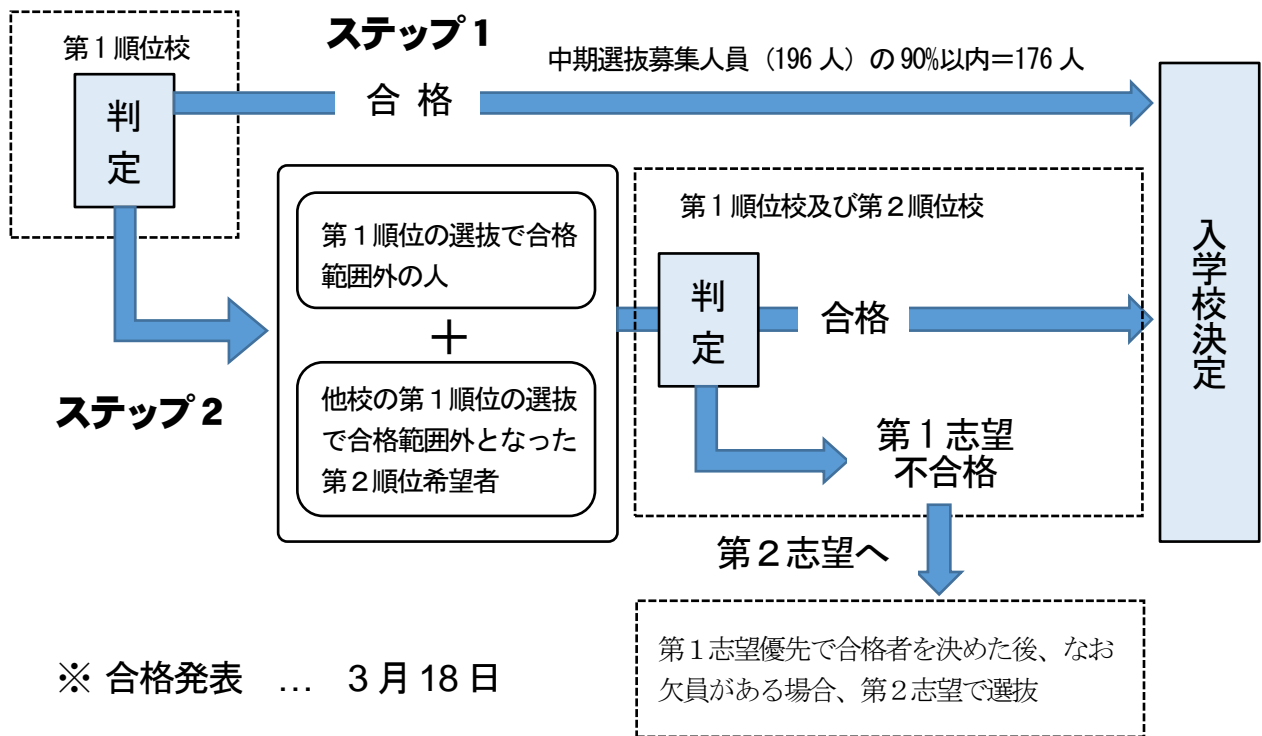 ステップ1
第1順位校
中期選抜募集人員（196 人）の 90%以内＝176 人
判
定
合 格
第1順位の選抜で合格
範囲外の人
＋
他校の第1順位の選抜
で合格範囲外となった
第2順位希望者
ステップ2
第1順位校及び第2順位校
判
定
合格
第1志望
不合格
第2志望へ
第1志望優先で合格者を決めた後、なお
欠員がある場合、第2志望で選抜
入学校決定
※ 合格発表 … 3月18日